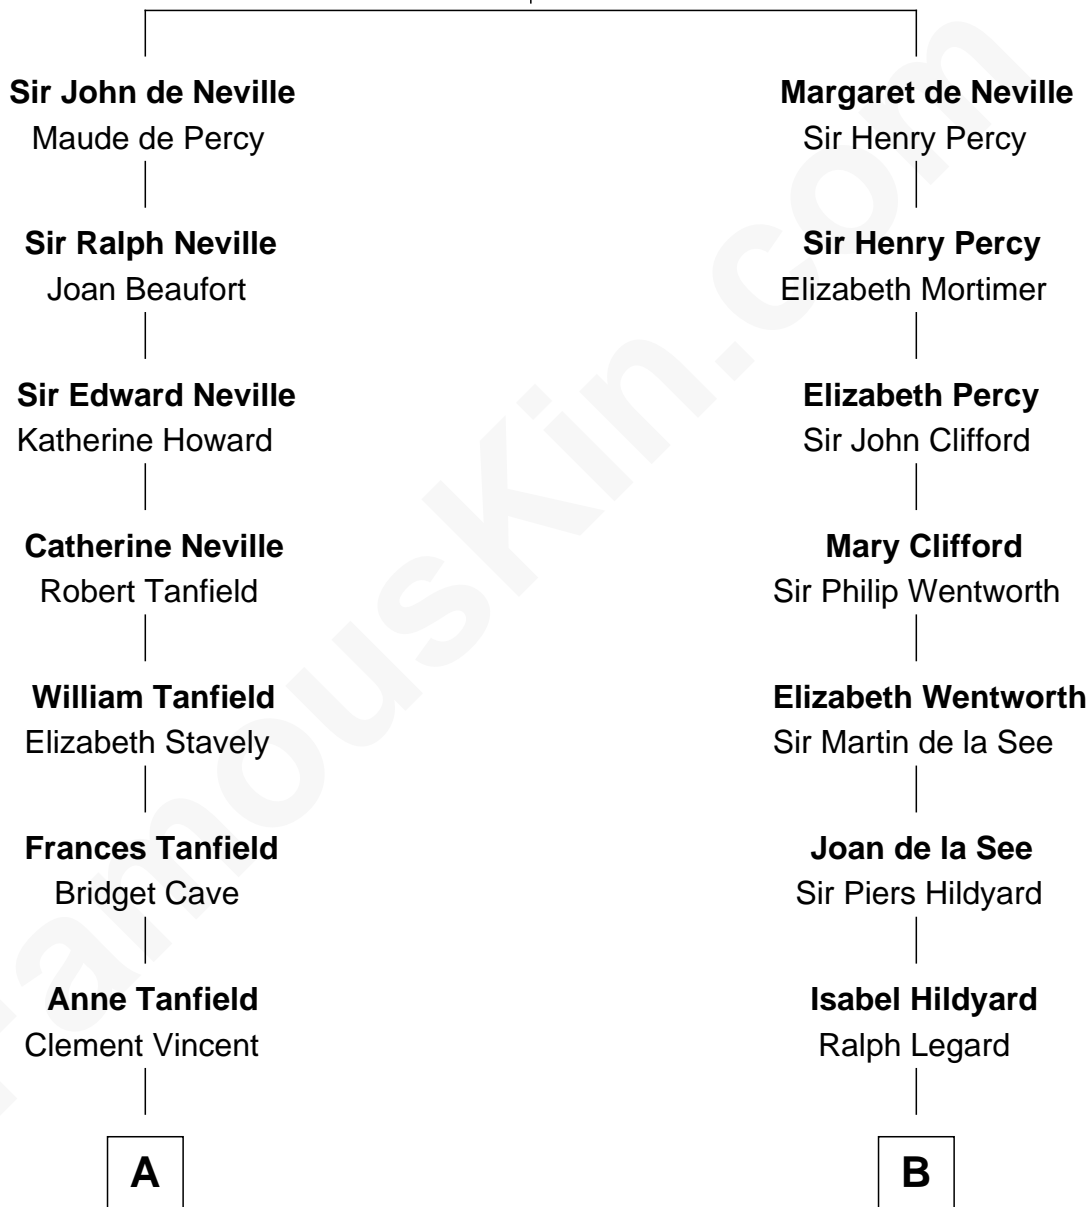 Sir John de Neville
Maude de Percy
Sir Ralph Neville
Joan Beaufort
Sir Edward Neville
Katherine Howard
Catherine Neville
Robert Tanfield
William Tanfield
Elizabeth Stavely
Frances Tanfield
Bridget Cave
Anne Tanfield
Clement Vincent
A
Margaret de Neville
Sir Henry Percy
Sir Henry Percy
Elizabeth Mortimer
Elizabeth Percy
Sir John Clifford
Mary Clifford
Sir Philip Wentworth
Elizabeth Wentworth
Sir Martin de la See
Joan de la See
Sir Piers Hildyard
Isabel Hildyard
Ralph Legard
B
FamousKin.com